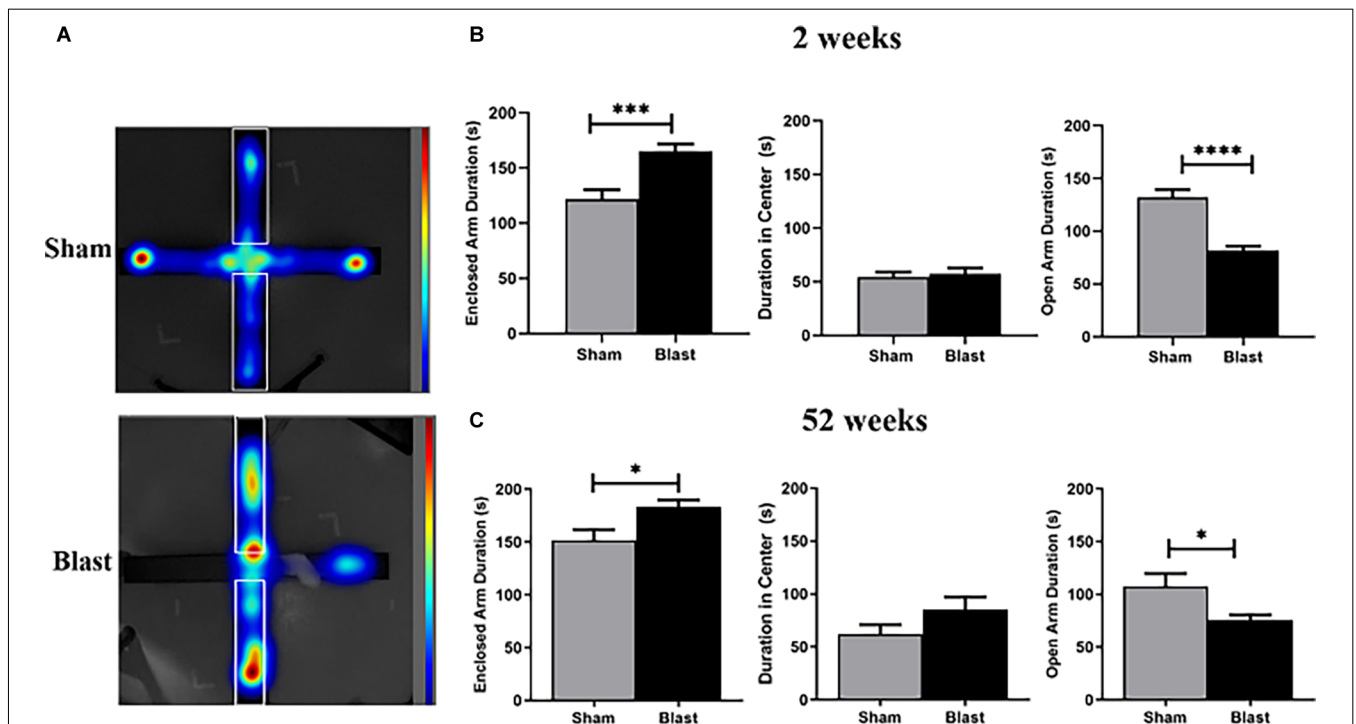 A
Sham
Blast
B
2 weeks
Enclosed Arm Duration (s)
200
150
100
50
0
***
Sham
Blast
Duration in Center (s)
200
150
100
50
0
Sham
Blast
Open Arm Duration (s)
200
150
100
50
0
****
Sham
Blast
C
52 weeks
Enclosed Arm Duration (s)
200
150
100
50
0
*
Sham
Blast
Duration in Center (s)
200
150
100
50
0
Sham
Blast
Open Arm Duration (s)
200
150
100
50
0
*
Sham
Blast